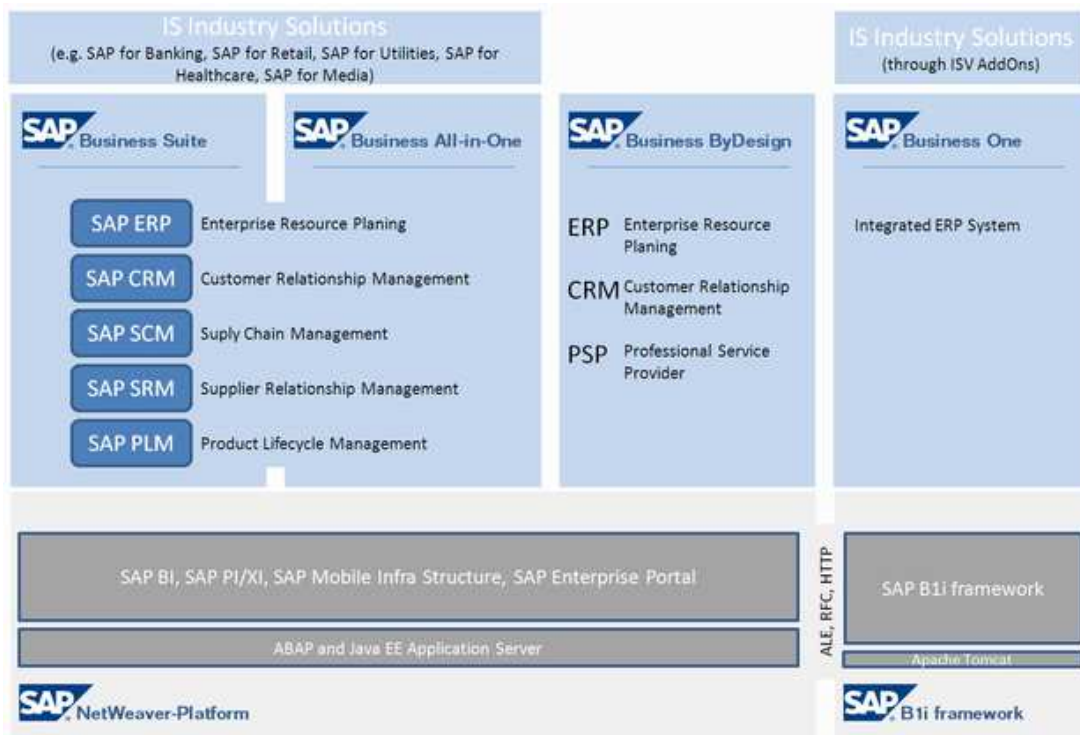 IS Industry Solutions
(e.g. SAP for Banking, SAP for Retail, SAP for Utilities, SAP for
Healthcare, SAP for Media)
IS Industry Solutions
(through ISV AddOns)
SAP Business Suite
SAP Business All-in-One
SAP Business ByDesign
SAP Business One
SAP ERP Enterprise Resource Planing
SAP CRM Customer Relationship Management
SAP SCM Suply Chain Management
SAP SRM Supplier Relationship Management
SAP PLM Product Lifecycle Management
ERP Enterprise Resource
Planing
CRM Customer Relationship
Management
PSP Professional Service
Provider
Integrated ERP System
SAP BI, SAP PI/XI, SAP Mobile Infra Structure, SAP Enterprise Portal
ABAP and Java EE Application Server
SAP NetWeaver-Platform
ALE, RFC, HTTP
SAP B1i framework
Apache Tomcat
SAP B1i framework